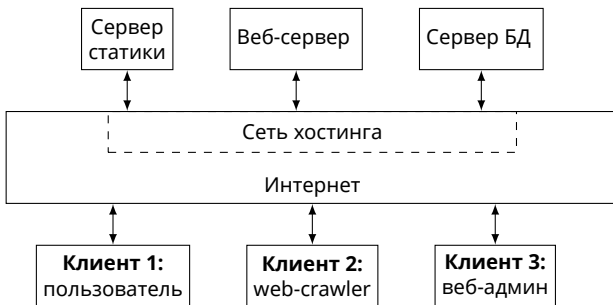 Сервер
статики
Веб-сервер
Сервер БД
Сеть хостинга
Интернет
Клиент 1:
пользователь
Клиент 2:
web-crawler
Клиент 3:
веб-админ